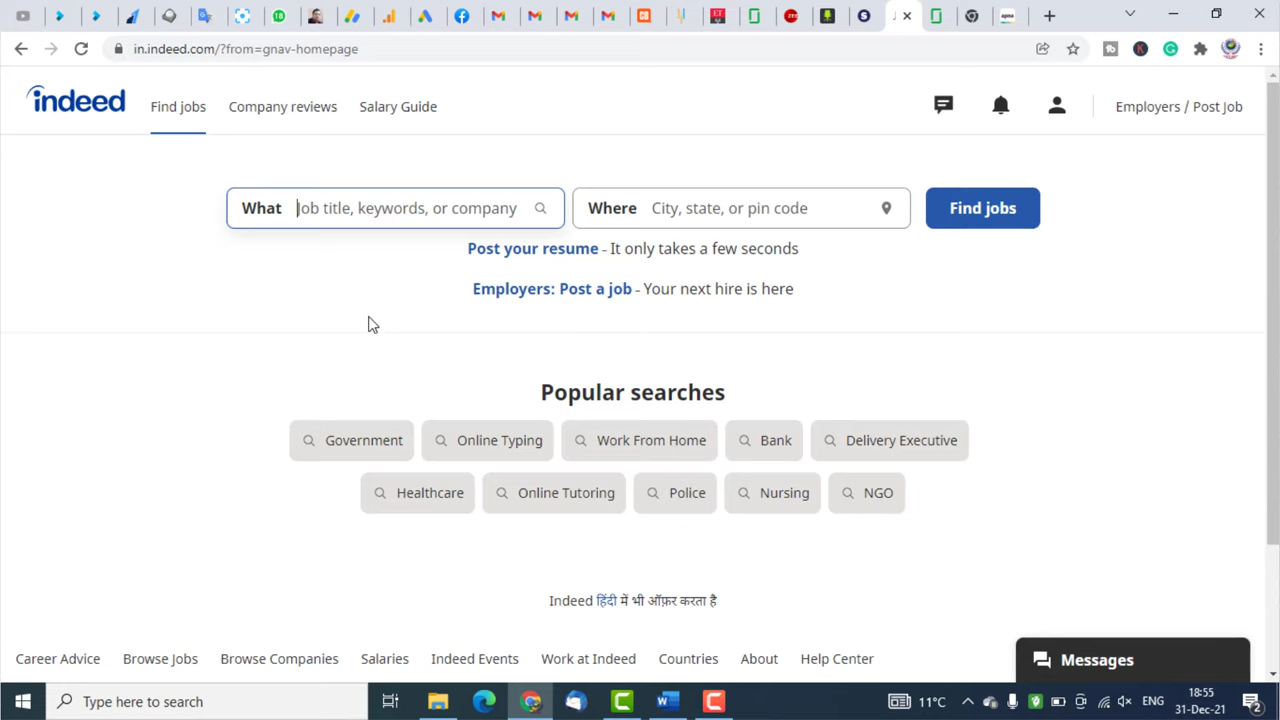 in.indeed.com/?from=gnav-homepage
indeed Find jobs Company reviews Salary Guide Employers / Post Job
What Job title, keywords, or company Where City, state, or pin code Find jobs
Post your resume - It only takes a few seconds
Employers: Post a job - Your next hire is here
Popular searches
Government Online Typing Work From Home Bank Delivery Executive
Healthcare Online Tutoring Police Nursing NGO
Indeed हिंदी में भी ऑफ़र करता है
Career Advice Browse Jobs Browse Companies Salaries Indeed Events Work at Indeed Countries About Help Center
Messages
Type here to search 11°C ENG 18:55
31-Dec-21 2